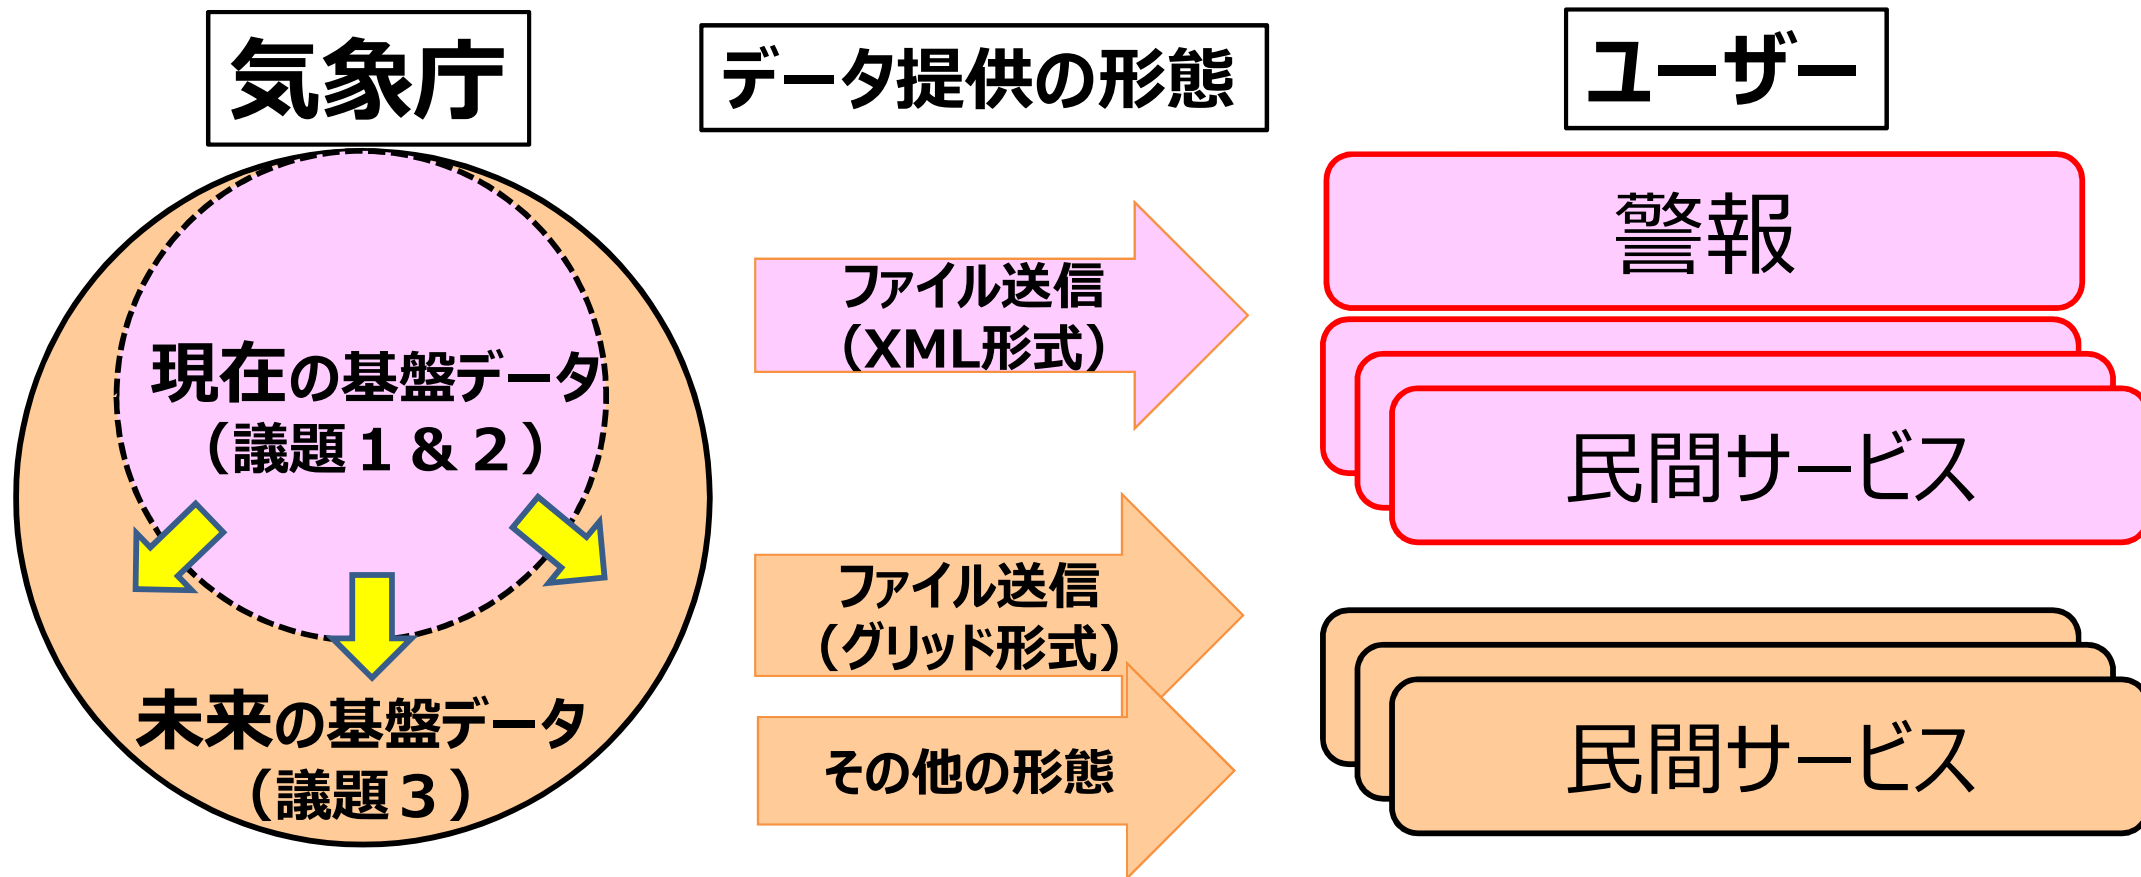 気象庁
データ提供の形態
ユーザー
現在の基盤データ
（議題１＆２）
未来の基盤データ
（議題３）
ファイル送信
（XML形式）
ファイル送信
（グリッド形式）
その他の形態
警報
民間サービス
民間サービス